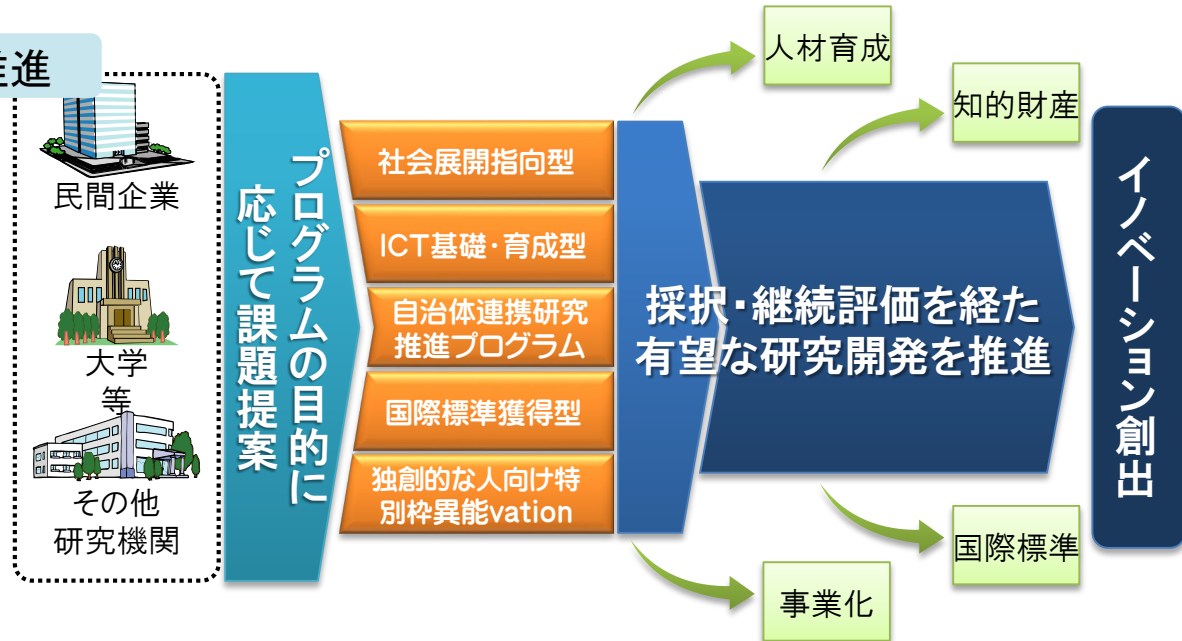 推進
民間企業
大学
等
その他
研究機関
プログラムの目的に
応じて課題提案
社会展開指向型
ICT基礎・育成型
自治体連携研究
推進プログラム
国際標準獲得型
独創的な人向け特
別枠異能vation
採択・継続評価を経た
有望な研究開発を推進
人材育成
知的財産
国際標準
事業化
イノベーション創出